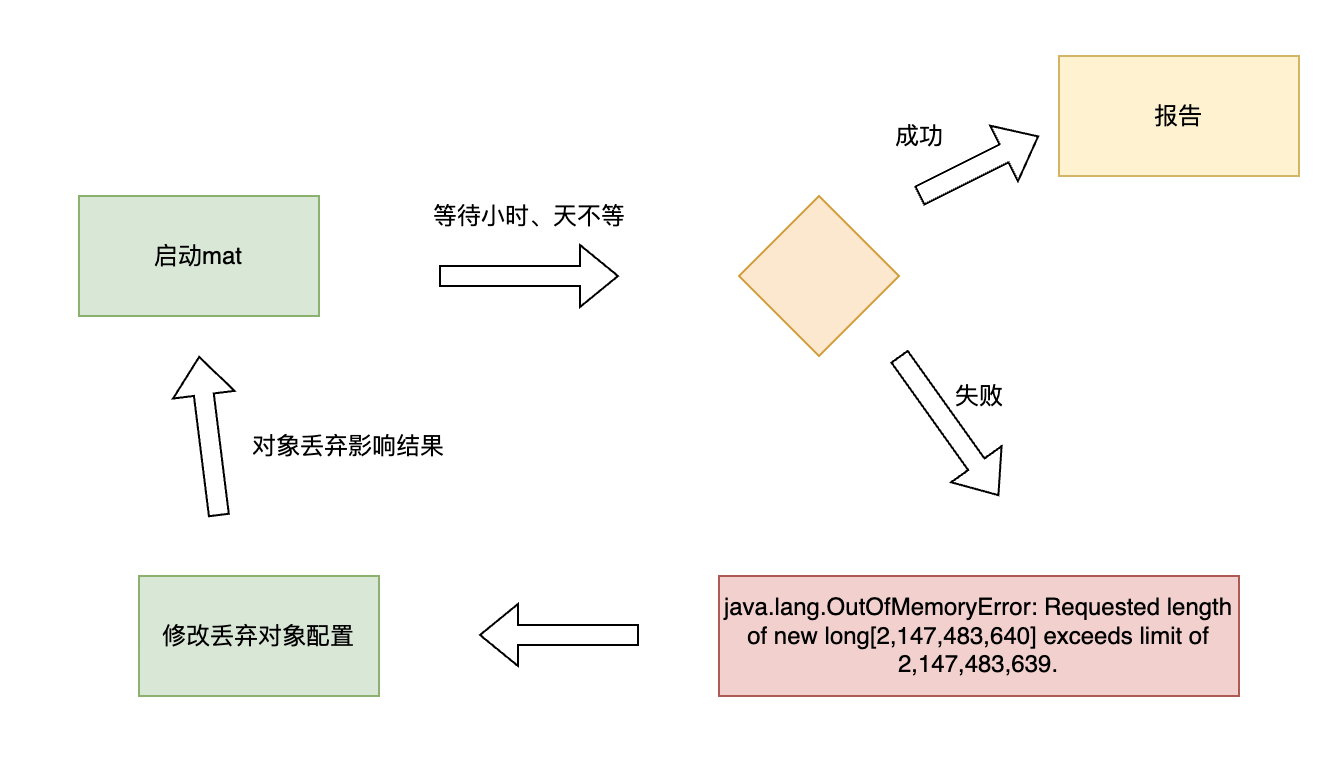 报告
成功
等待小时、天不等
启动mat
失败
对象丢弃影响结果
java.lang.OutOfMemoryError: Requested length
of new long[2,147,483,640] exceeds limit of
2,147,483,639.
修改丢弃对象配置